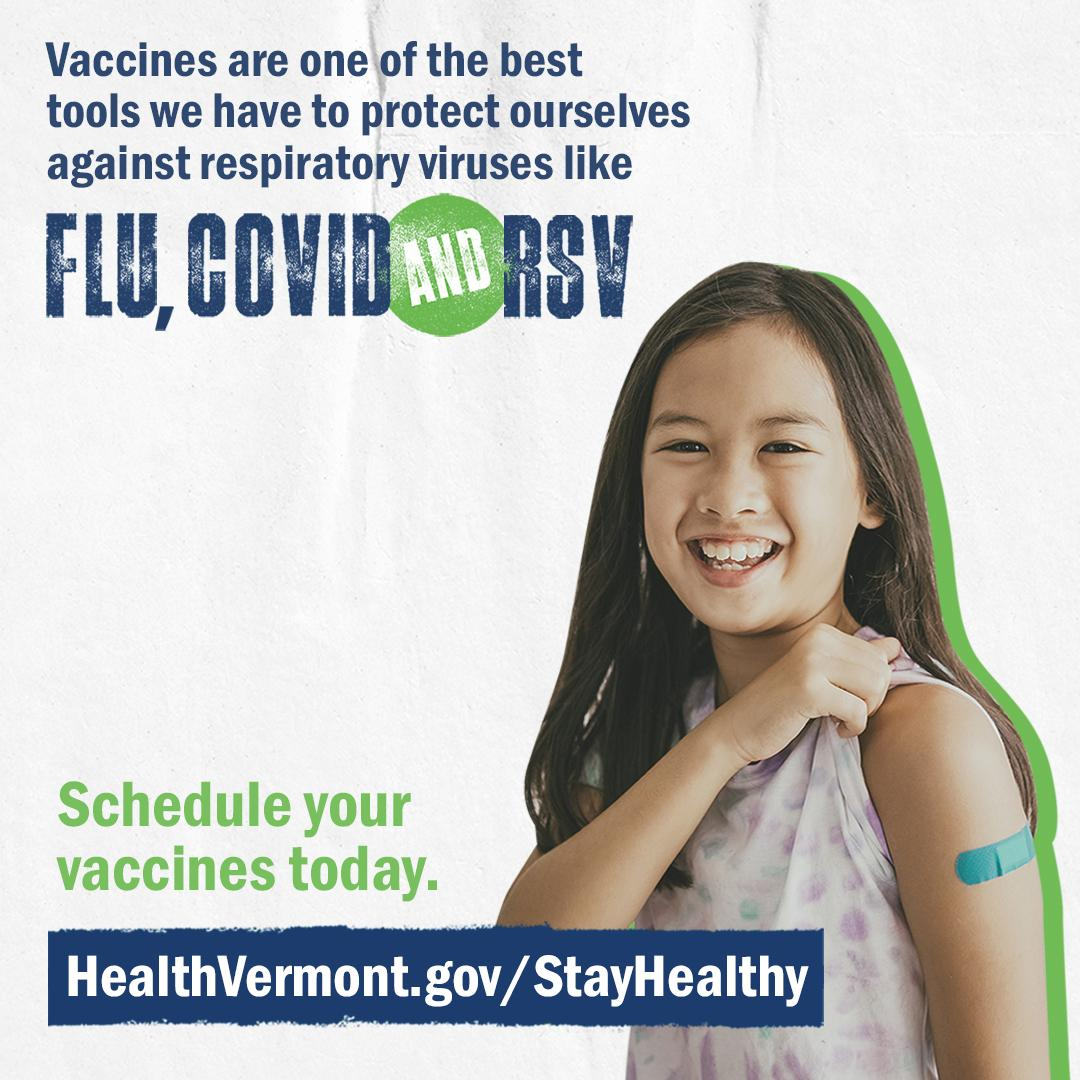 Vaccines are one of the best
tools we have to protect ourselves
against respiratory viruses like
FLU, COVID AND RSV
Schedule your
vaccines today.
HealthVermont.gov/StayHealthy